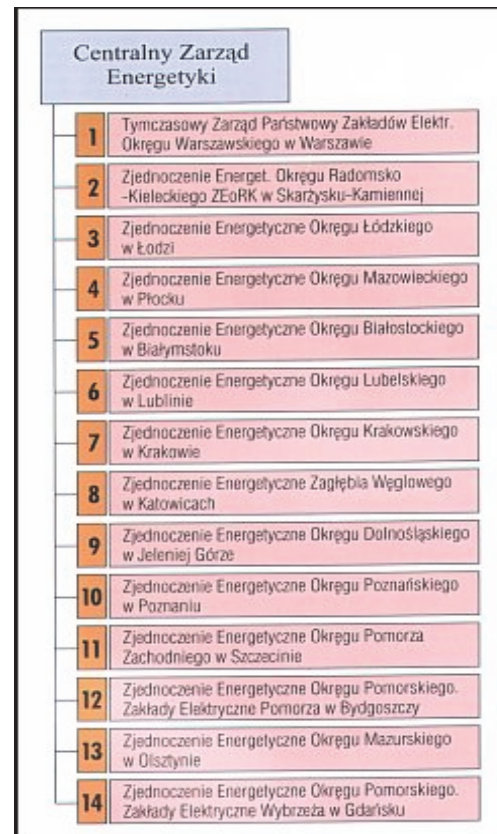 Centralny Zarząd
Energetyki
1
Tymczasowy Zarząd Państwowy Zakładów Elektr.
Okręgu Warszawskiego w Warszawie
2
Zjednoczenie Energet. Okręgu Radomsko
-Kieleckiego ZEoRK w Skarżysku-Kamiennej
3
Zjednoczenie Energetyczne Okręgu Łódzkiego
w Łodzi
4
Zjednoczenie Energetyczne Okręgu Mazowieckiego
w Płocku
5
Zjednoczenie Energetyczne Okręgu Białostockiego
w Białymstoku
6
Zjednoczenie Energetyczne Okręgu Lubelskiego
w Lublinie
7
Zjednoczenie Energetyczne Okręgu Krakowskiego
w Krakowie
8
Zjednoczenie Energetyczne Zagłębia Węglowego
w Katowicach
9
Zjednoczenie Energetyczne Okręgu Dolnośląskiego
w Jeleniej Górze
10
Zjednoczenie Energetyczne Okręgu Poznańskiego
w Poznaniu
11
Zjednoczenie Energetyczne Okręgu Pomorza
Zachodniego w Szczecinie
12
Zjednoczenie Energetyczne Okręgu Pomorskiego.
Zakłady Elektryczne Pomorza w Bydgoszczy
13
Zjednoczenie Energetyczne Okręgu Mazurskiego
w Olsztynie
14
Zjednoczenie Energetyczne Okręgu Pomorskiego.
Zakłady Elektryczne Wybrzeża w Gdańsku